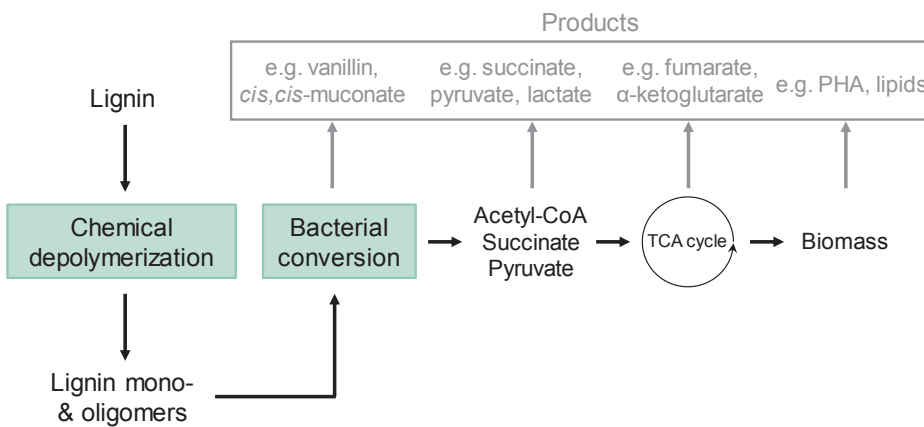 Products
e.g. vanillin,
cis,cis-muconate
e.g. succinate,
pyruvate, lactate
e.g. fumarate,
α-ketoglutarate
e.g. PHA, lipids
Lignin
Chemical
depolymerization
Bacterial
conversion
Acetyl-CoA
Succinate
Pyruvate
TCA cycle
Biomass
Lignin mono-
& oligomers